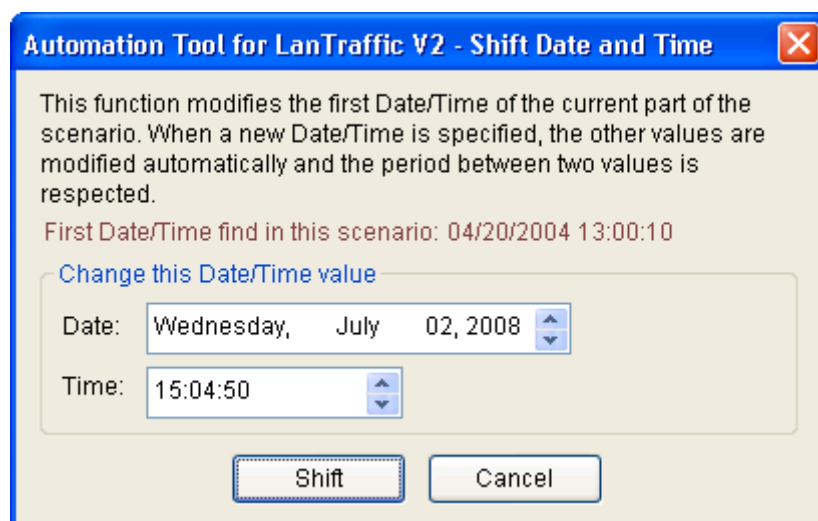 Automation Tool for LanTraffic V2 - Shift Date and Time
This function modifies the first Date/Time of the current part of the
scenario. When a new Date/Time is specified, the other values are
modified automatically and the period between two values is
respected.
First Date/Time find in this scenario: 04/20/2004 13:00:10
Change this Date/Time value
Date: Wednesday, July 02, 2008
Time: 15:04:50
Shift Cancel